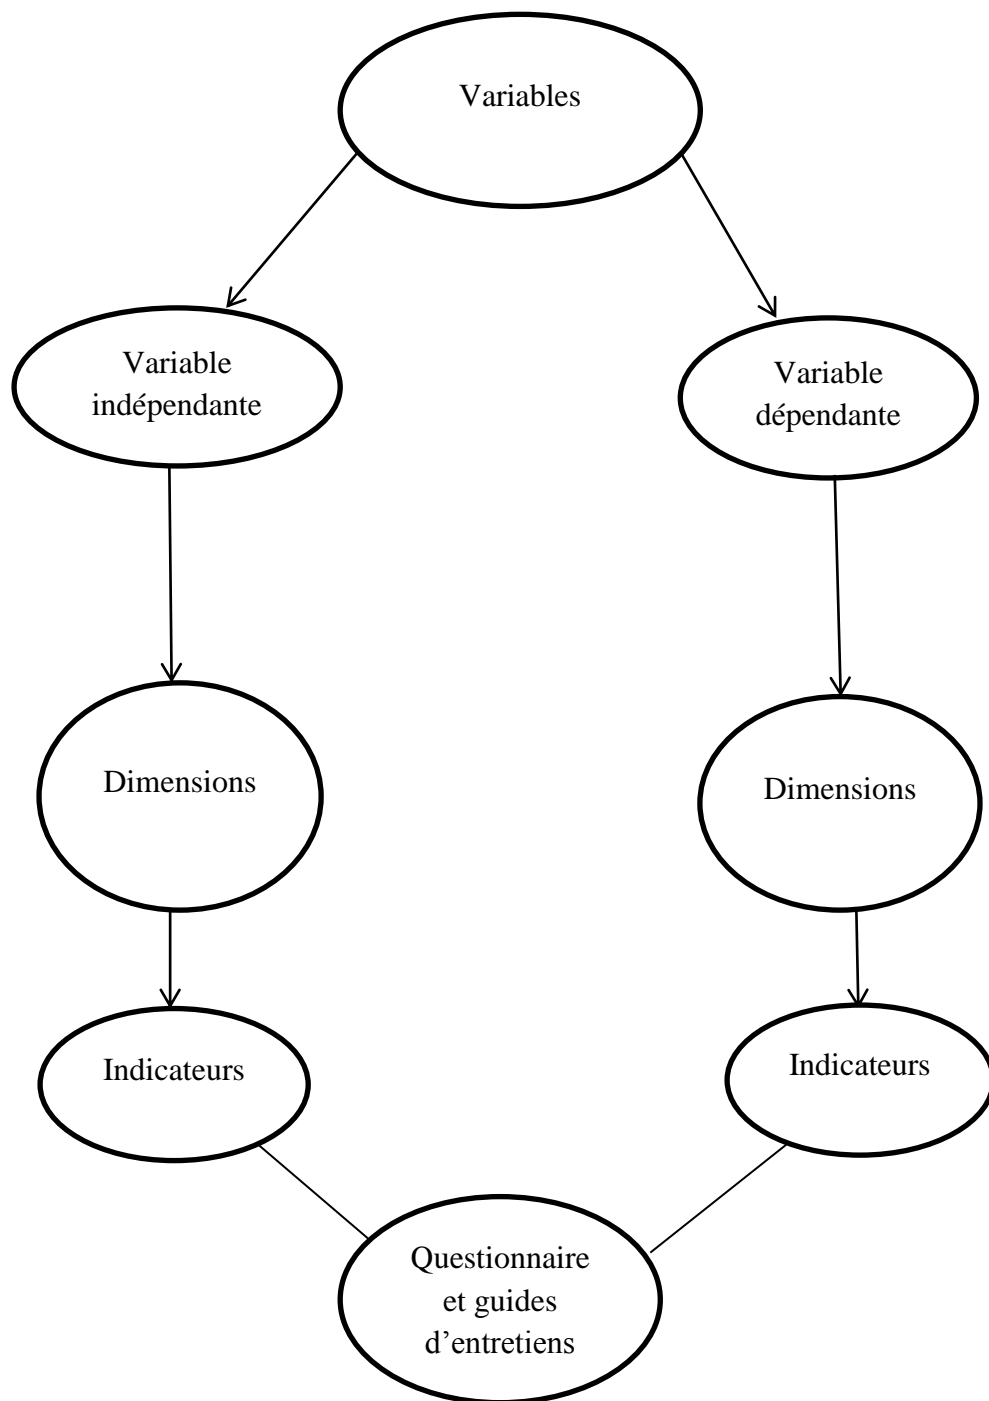 Variables
Variable
indépendante
Variable
dépendante
Dimensions
Dimensions
Indicateurs
Indicateurs
Questionnaire
et guides
d’entretiens